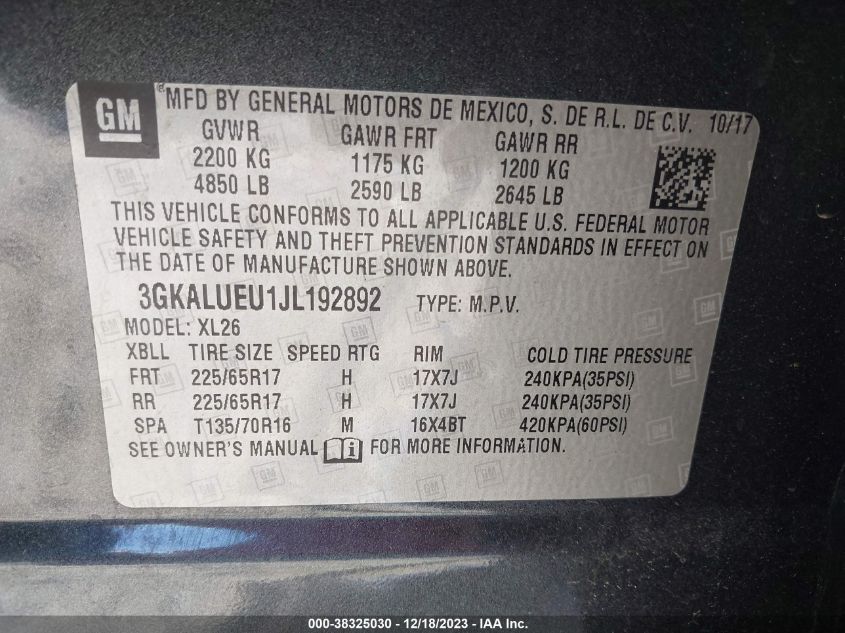 GM
®MFD BY GENERAL MOTORS DE MEXICO, S. DE R.L. DE C.V. 10/17
GVWR GAWR FRT GAWR RR
2200 KG 1175 KG 1200 KG
4850 LB 2590 LB 2645 LB
THIS VEHICLE CONFORMS TO ALL APPLICABLE U.S. FEDERAL MOTOR
VEHICLE SAFETY AND THEFT PREVENTION STANDARDS IN EFFECT ON
THE DATE OF MANUFACTURE SHOWN ABOVE.
3GKALUEU1JL192892 TYPE: M.P.V.
MODEL: XL26
XBLL TIRE SIZE SPEED RTG RIM COLD TIRE PRESSURE
FRT 225/65R17 H 17X7J 240KPA(35PSI)
RR 225/65R17 H 17X7J 240KPA(35PSI)
SPA T135/70R16 M 16X4BT 420KPA(60PSI)
SEE OWNER'S MANUAL i FOR MORE INFORMATION.
000-38325030 - 12/18/2023 - IAA Inc.